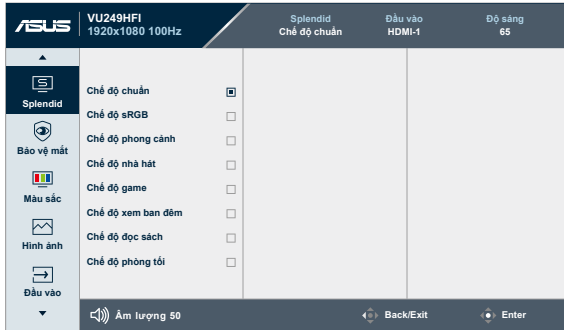 ASUS
VU249HFI
1920x1080 100Hz
Splendid
Chế độ chuẩn
Đầu vào
HDMI-1
Độ sáng
65
Splendid
Bảo vệ mắt
Màu sắc
Hình ảnh
Đầu vào
Chế độ chuẩn
Chế độ sRGB
Chế độ phong cảnh
Chế độ nhà hát
Chế độ game
Chế độ xem ban đêm
Chế độ đọc sách
Chế độ phòng tối
Âm lượng 50
Back/Exit
Enter